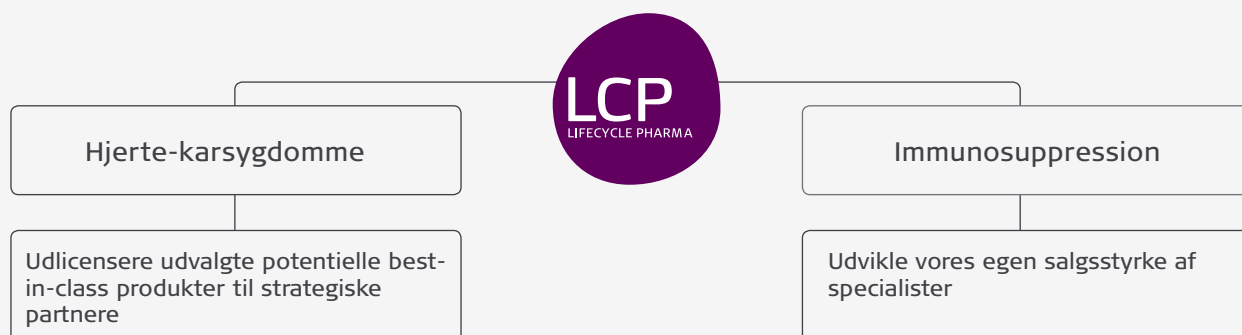 LCP
LIFECYCLE PHARMA
Hjerte-karsygdomme
Immunosuppression
Udlicensere udvalgte potentielle best-
in-class produkter til strategiske
partnere
Udvikle vores egen salgsstyrke af
specialister